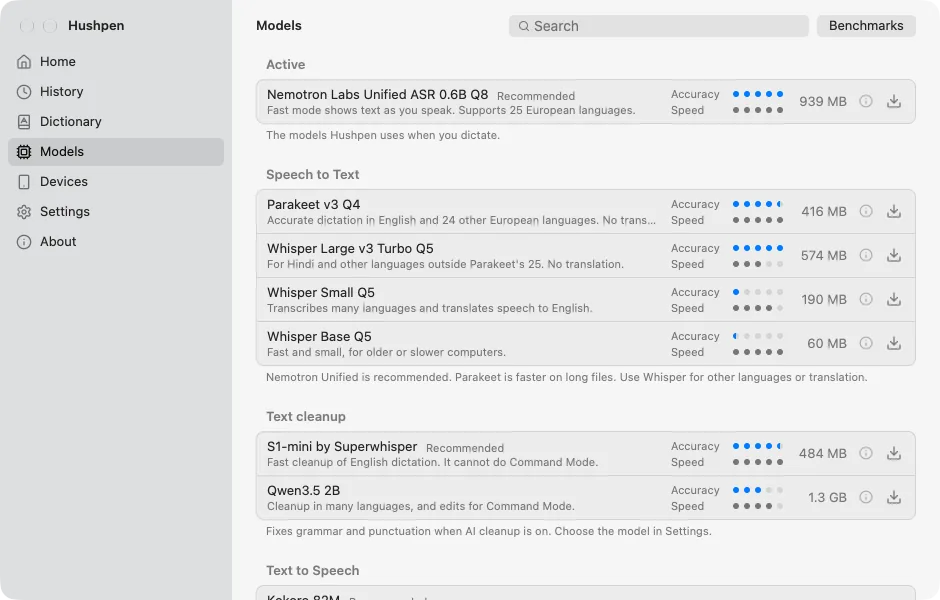 Hushpen
Home
History
Dictionary
Models
Devices
Settings
About
Models
Search
Benchmarks
Active
Nemotron Labs Unified ASR 0.6B Q8 Recommended
Fast mode shows text as you speak. Supports 25 European languages.
Accuracy
Speed
939 MB
The models Hushpen uses when you dictate.
Speech to Text
Parakeet v3 Q4
Accurate dictation in English and 24 other European languages. No trans...
Accuracy
Speed
416 MB
Whisper Large v3 Turbo Q5
For Hindi and other languages outside Parakeet's 25. No translation.
Accuracy
Speed
574 MB
Whisper Small Q5
Transcribes many languages and translates speech to English.
Accuracy
Speed
190 MB
Whisper Base Q5
Fast and small, for older or slower computers.
Accuracy
Speed
60 MB
Nemotron Unified is recommended. Parakeet is faster on long files. Use Whisper for other languages or translation.
Text cleanup
S1-mini by Superwhisper Recommended
Fast cleanup of English dictation. It cannot do Command Mode.
Accuracy
Speed
484 MB
Qwen3.5 2B
Cleanup in many languages, and edits for Command Mode.
Accuracy
Speed
1.3 GB
Fixes grammar and punctuation when AI cleanup is on. Choose the model in Settings.
Text to Speech
Kokoro 82M Recommended